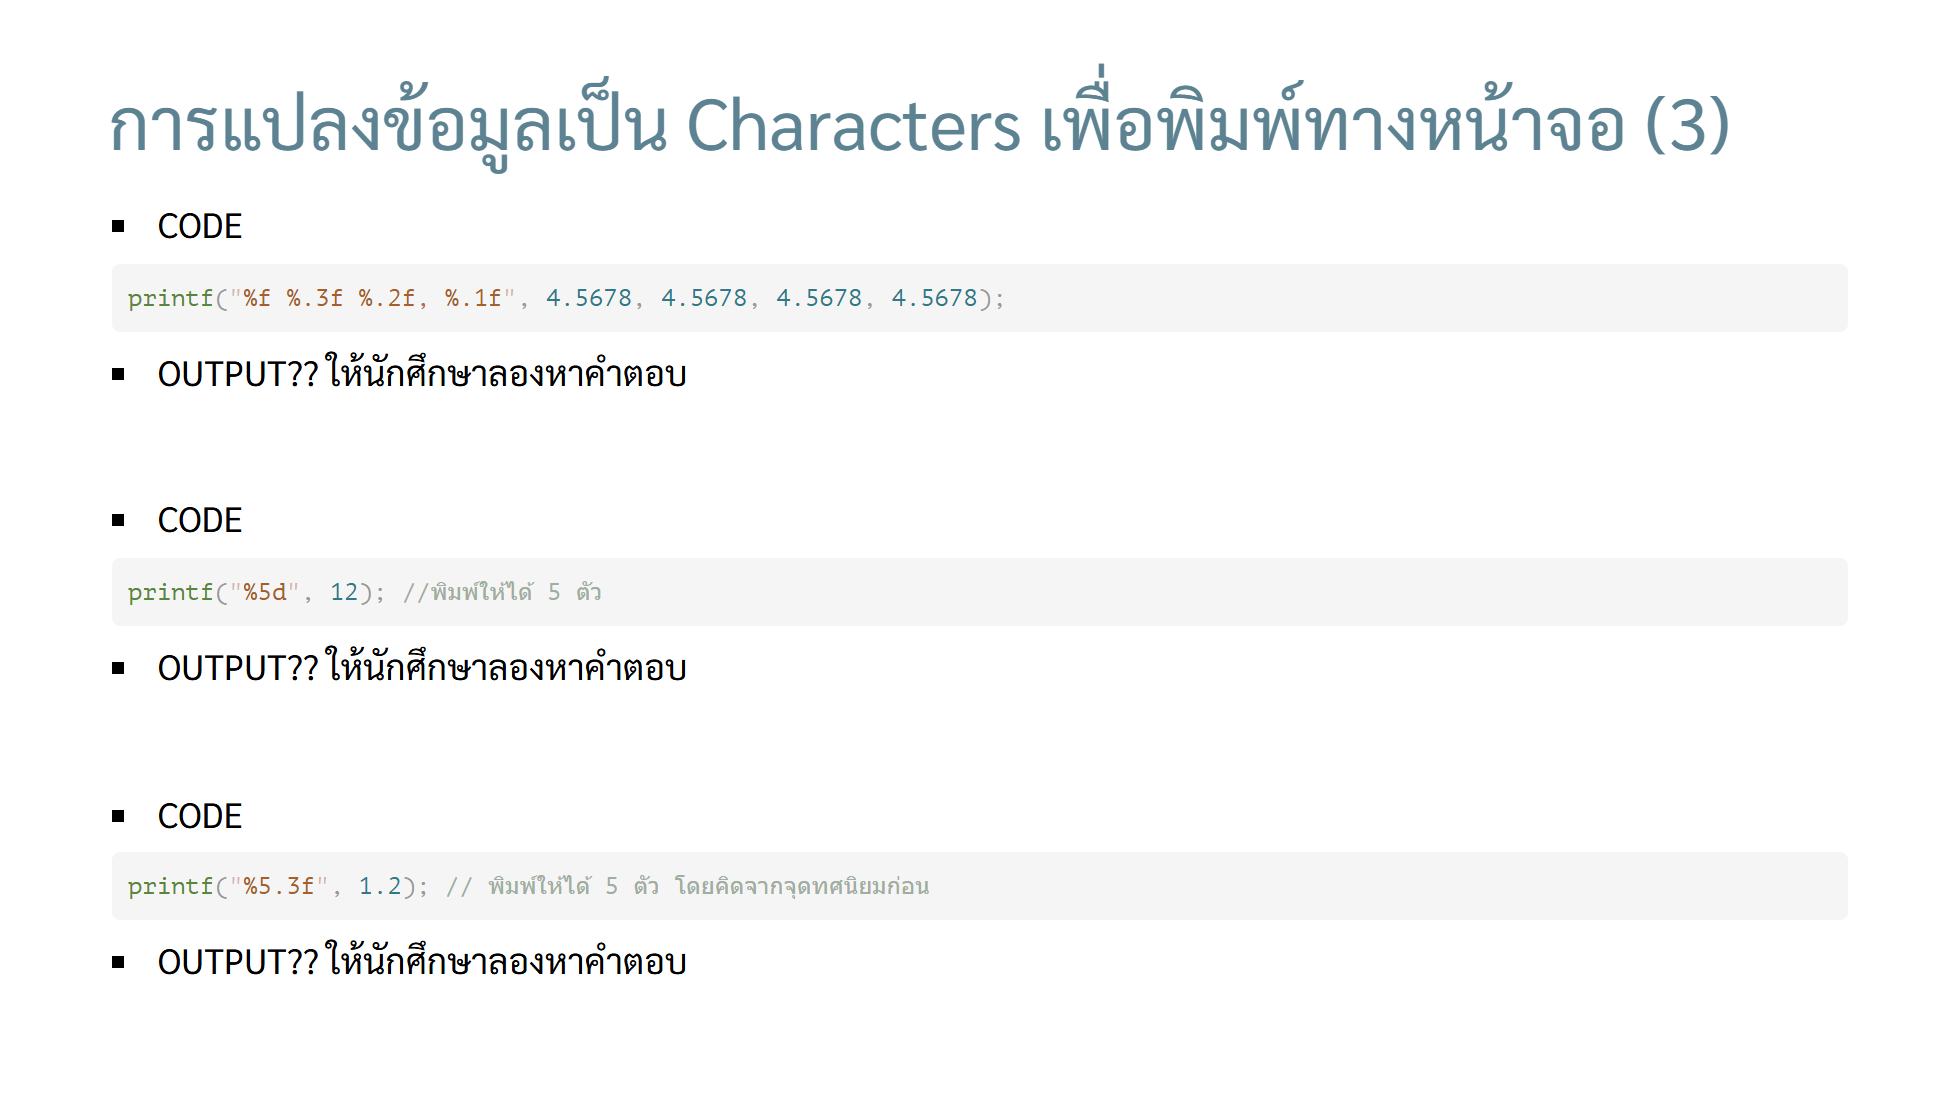 การแปลงข้อมูลเป็น Characters เพื่อพิมพ์ทางหน้าจอ (3)
▪ CODE
printf("%f %.3f %.2f, %.1f", 4.5678, 4.5678, 4.5678, 4.5678);
▪ OUTPUT?? ให้นักศึกษาลองหาคำตอบ
▪ CODE
printf("%5d", 12); //พิมพ์ให้ได้ 5 ตัว
▪ OUTPUT?? ให้นักศึกษาลองหาคำตอบ
▪ CODE
printf("%5.3f", 1.2); // พิมพ์ให้ได้ 5 ตัว โดยคิดจากจุดทศนิยมก่อน
▪ OUTPUT?? ให้นักศึกษาลองหาคำตอบ